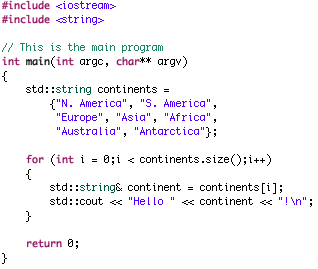 #include <iostream>
#include <string>
// This is the main program
int main(int argc, char** argv)
{
std::string continents =
{"N. America", "S. America",
"Europe", "Asia", "Africa",
"Australia", "Antarctica"};
for (int i = 0;i < continents.size();i++)
{
std::string& continent = continents[i];
std::cout << "Hello " << continent << "!\n";
}
return 0;
}